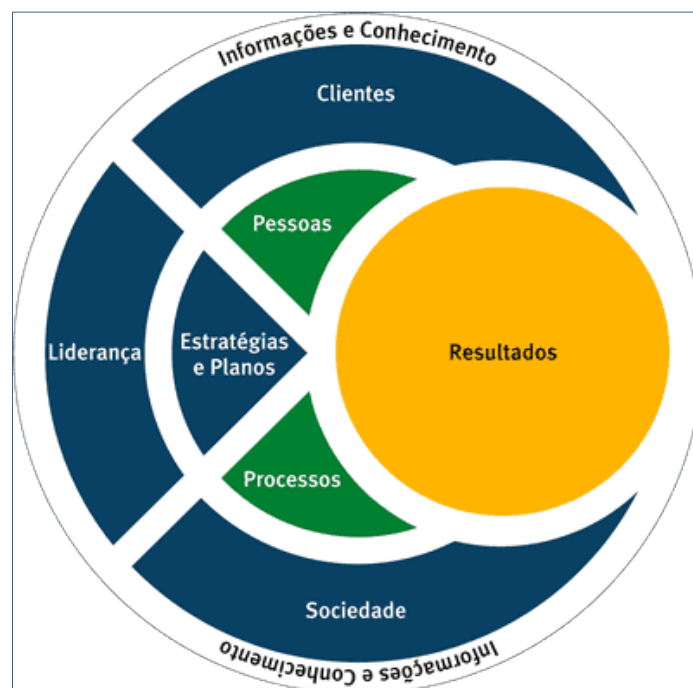 Informações e Conhecimento
Clientes
Pessoas
Liderança
Estratégias
e Planos
Resultados
Processos
Sociedade
Informações e Conhecimento